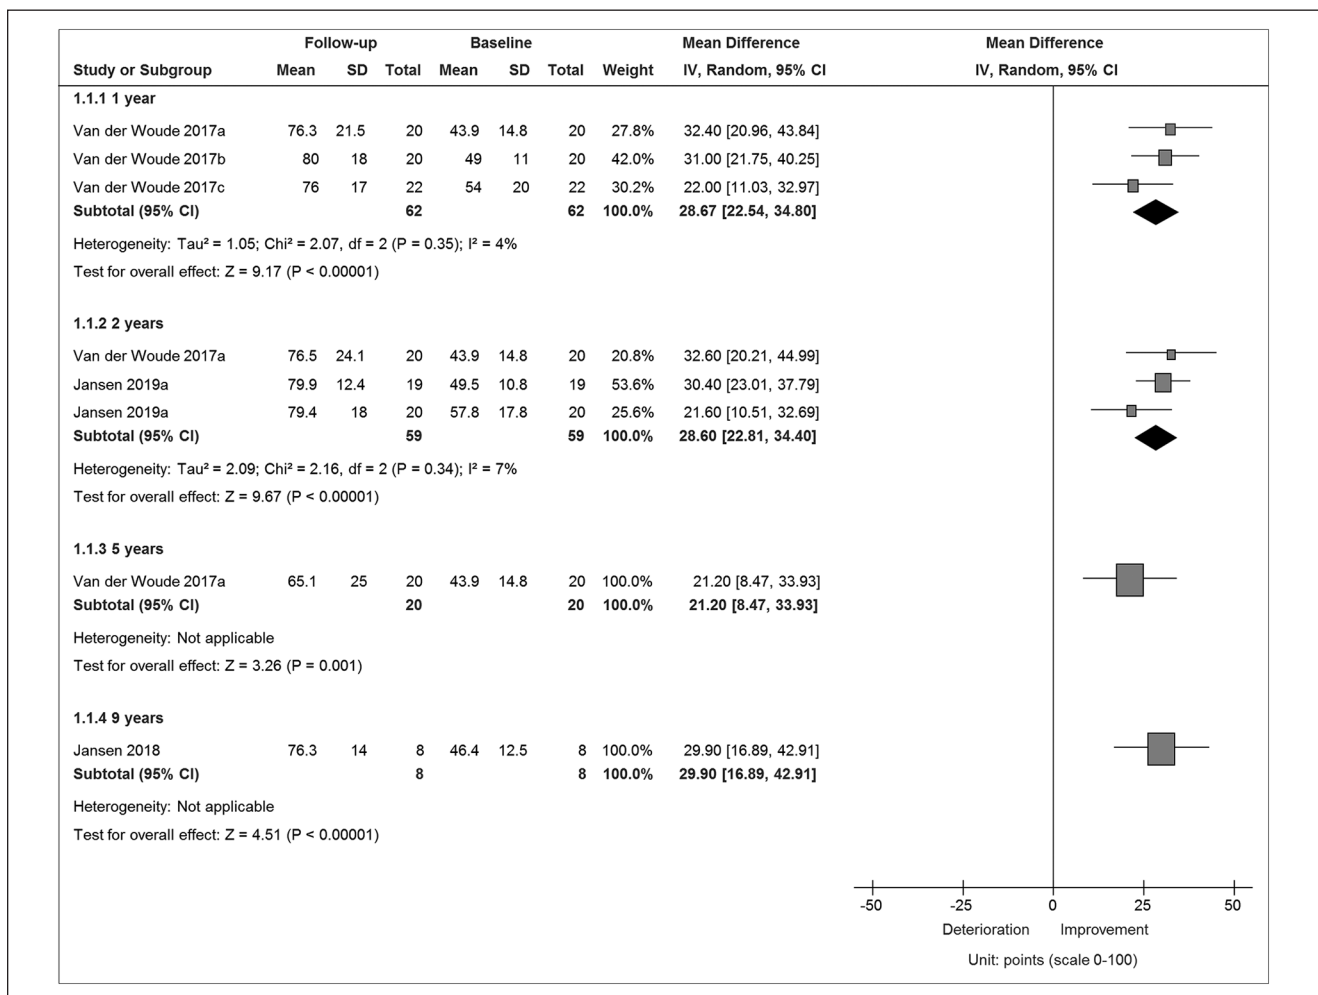 Follow-up Baseline Mean Difference Mean Difference
Study or Subgroup Mean SD Total Mean SD Total Weight IV, Random, 95% CI IV, Random, 95% CI
1.1.1 1 year
Van der Woude 2017a 76.3 21.5 20 43.9 14.8 20 27.8% 32.40 [20.96, 43.84]
Van der Woude 2017b 80 18 20 49 11 20 42.0% 31.00 [21.75, 40.25]
Van der Woude 2017c 76 17 22 54 20 22 30.2% 22.00 [11.03, 32.97]
Subtotal (95% CI) 62 62 100.0% 28.67 [22.54, 34.80]
Heterogeneity: Tau² = 1.05; Chi² = 2.07, df = 2 (P = 0.35); I² = 4%
Test for overall effect: Z = 9.17 (P < 0.00001)
1.1.2 2 years
Van der Woude 2017a 76.5 24.1 20 43.9 14.8 20 20.8% 32.60 [20.21, 44.99]
Jansen 2019a 79.9 12.4 19 49.5 10.8 19 53.6% 30.40 [23.01, 37.79]
Jansen 2019a 79.4 18 20 57.8 17.8 20 25.6% 21.60 [10.51, 32.69]
Subtotal (95% CI) 59 59 100.0% 28.60 [22.81, 34.40]
Heterogeneity: Tau² = 2.09; Chi² = 2.16, df = 2 (P = 0.34); I² = 7%
Test for overall effect: Z = 9.67 (P < 0.00001)
1.1.3 5 years
Van der Woude 2017a 65.1 25 20 43.9 14.8 20 100.0% 21.20 [8.47, 33.93]
Subtotal (95% CI) 20 20 100.0% 21.20 [8.47, 33.93]
Heterogeneity: Not applicable
Test for overall effect: Z = 3.26 (P = 0.001)
1.1.4 9 years
Jansen 2018 76.3 14 8 46.4 12.5 8 100.0% 29.90 [16.89, 42.91]
Subtotal (95% CI) 8 8 100.0% 29.90 [16.89, 42.91]
Heterogeneity: Not applicable
Test for overall effect: Z = 4.51 (P < 0.00001)
-50 -25 0 25 50
Deterioration Improvement
Unit: points (scale 0-100)